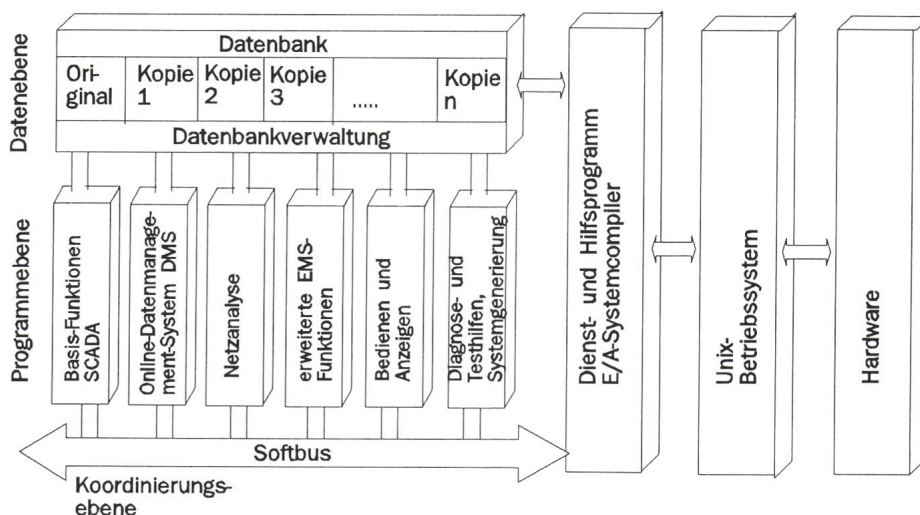 Datenebene
Datenbank
Ori-
ginal
Kopie
1
Kopie
2
Kopie
3
.....
Kopie
n
Datenbankverwaltung
Programmebene
Basis-Funktionen
SCADA
Online-Datenmanage-
ment-System DMS
Netzanalyse
erweiterte EMS-
Funktionen
Bedienen und
Anzeigen
Diagnose- und
Testhilfen,
Systemgenerierung
Softbus
Koordinierungs-
ebene
Dienst- und Hilfsprogramm
E/A-Systemcompiler
Unix-
Betriebssystem
Hardware